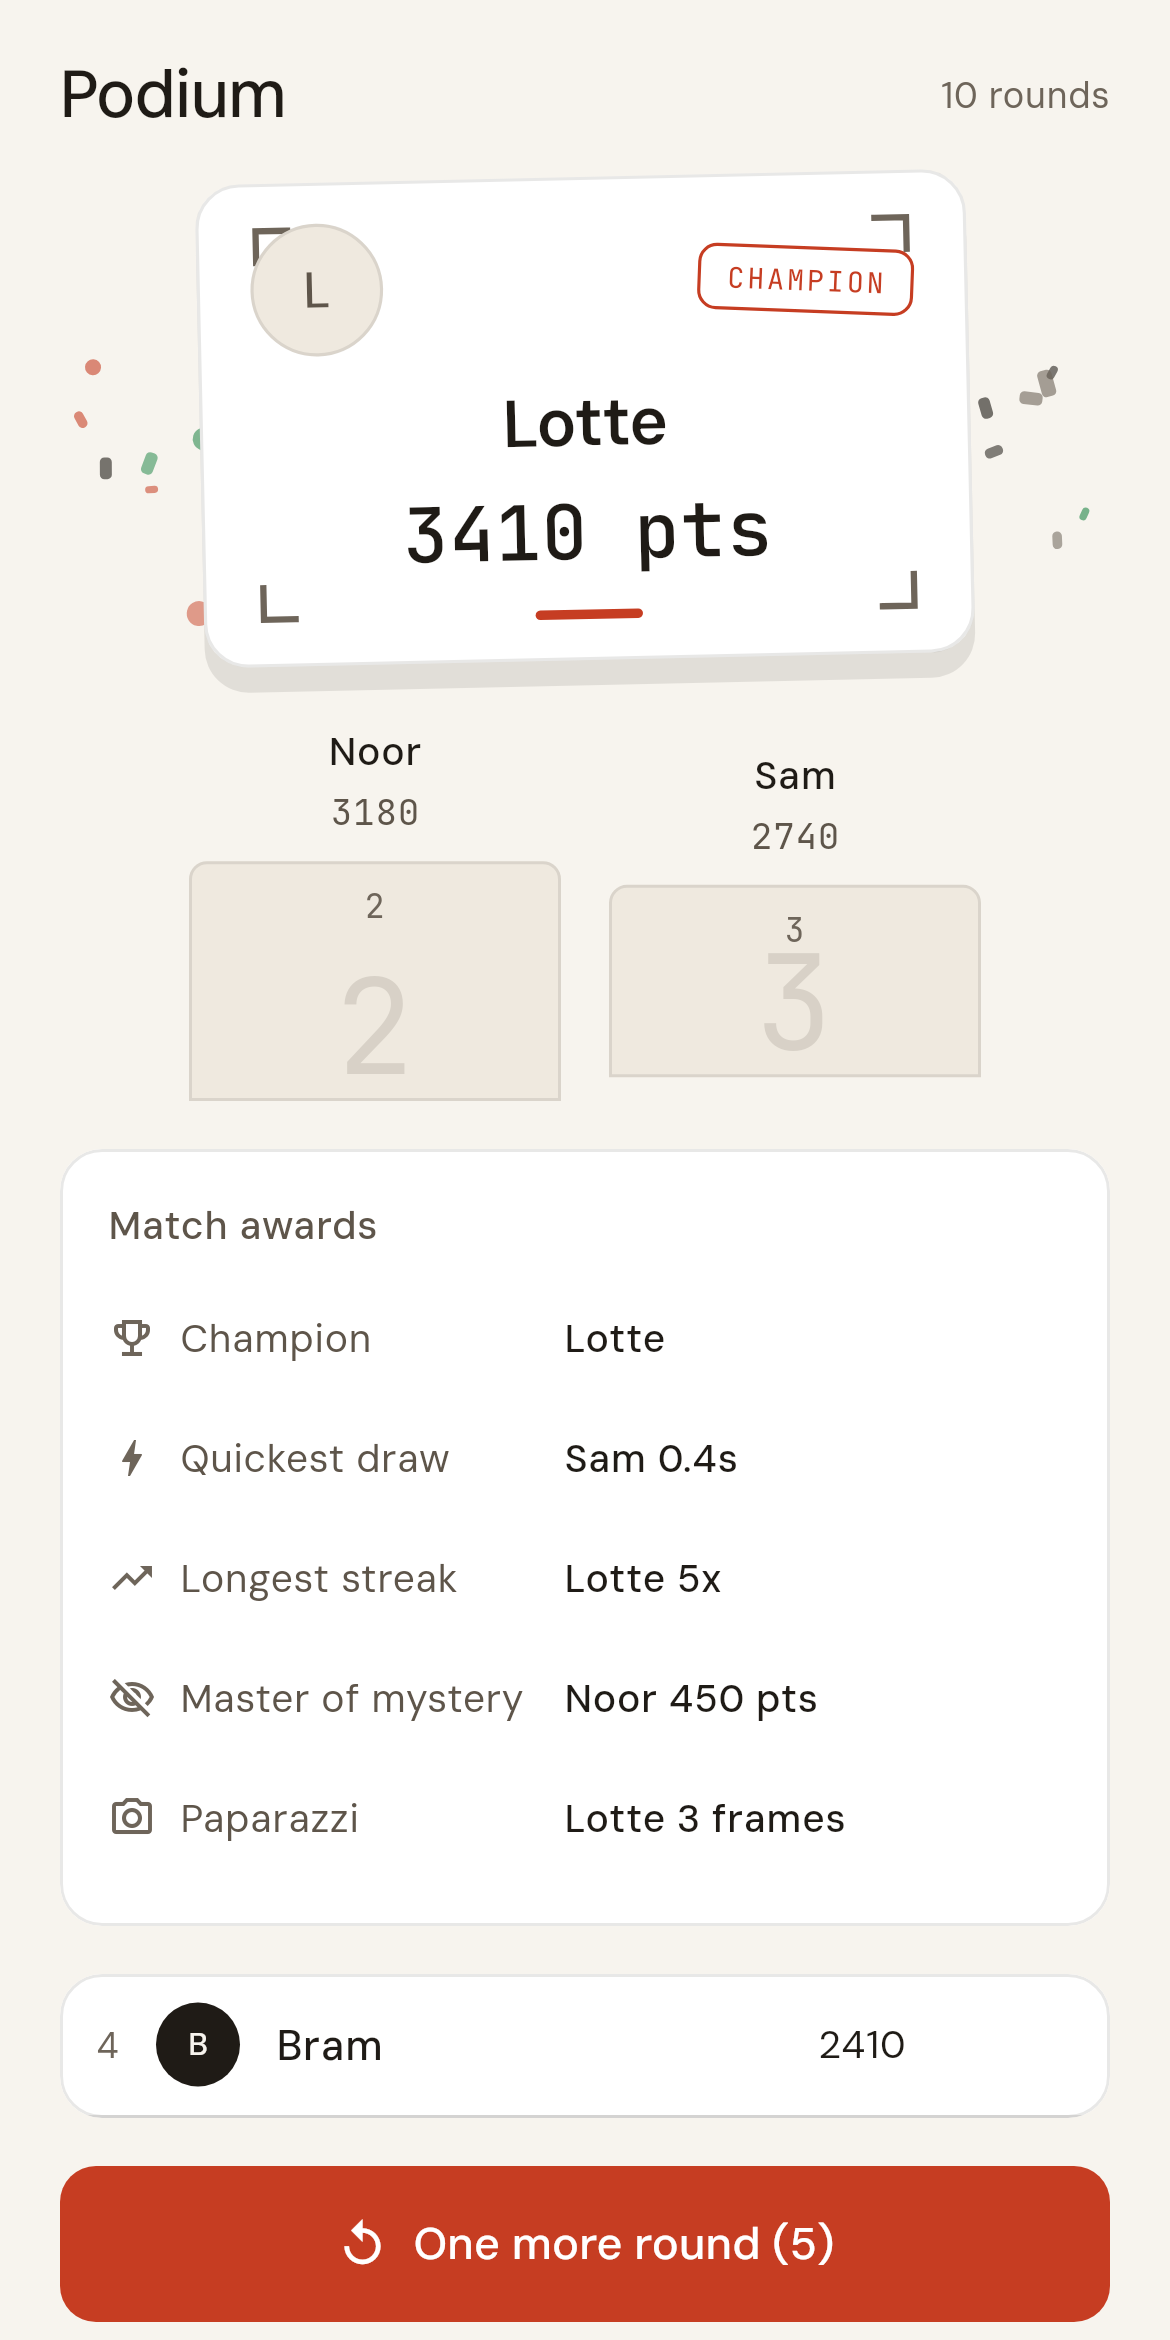 Podium
10 rounds
L
CHAMPION
Lotte
3410 pts
Noor
3180
Sam
2740
2
2
3
3
Match awards
Champion Lotte
Quickest draw Sam 0.4s
Longest streak Lotte 5x
Master of mystery Noor 450 pts
Paparazzi Lotte 3 frames
4 B Bram 2410
One more round (5)